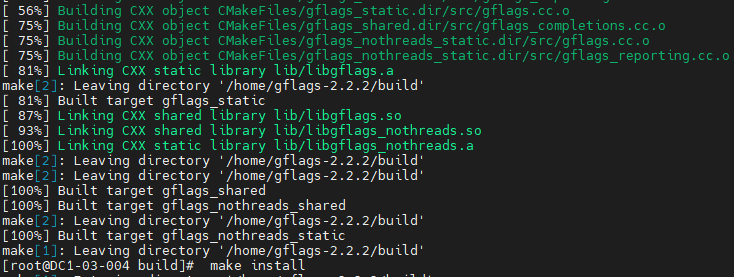 [ 56%] Building CXX object CMakeFiles/gflags_static.dir/src/gflags.cc.o
[ 75%] Building CXX object CMakeFiles/gflags_shared.dir/src/gflags_completions.cc.o
[ 75%] Building CXX object CMakeFiles/gflags_nothreads_static.dir/src/gflags.cc.o
[ 75%] Building CXX object CMakeFiles/gflags_nothreads_static.dir/src/gflags_reporting.cc.o
[ 81%] Linking CXX static library lib/libgflags.a
make[2]: Leaving directory '/home/gflags-2.2.2/build'
[ 81%] Built target gflags_static
[ 87%] Linking CXX shared library lib/libgflags.so
[ 93%] Linking CXX shared library lib/libgflags_nothreads.so
[100%] Linking CXX static library lib/libgflags_nothreads.a
make[2]: Leaving directory '/home/gflags-2.2.2/build'
make[2]: Leaving directory '/home/gflags-2.2.2/build'
[100%] Built target gflags_shared
[100%] Built target gflags_nothreads_shared
make[2]: Leaving directory '/home/gflags-2.2.2/build'
[100%] Built target gflags_nothreads_static
make[1]: Leaving directory '/home/gflags-2.2.2/build'
[root@DC1-03-004 build]#  make install